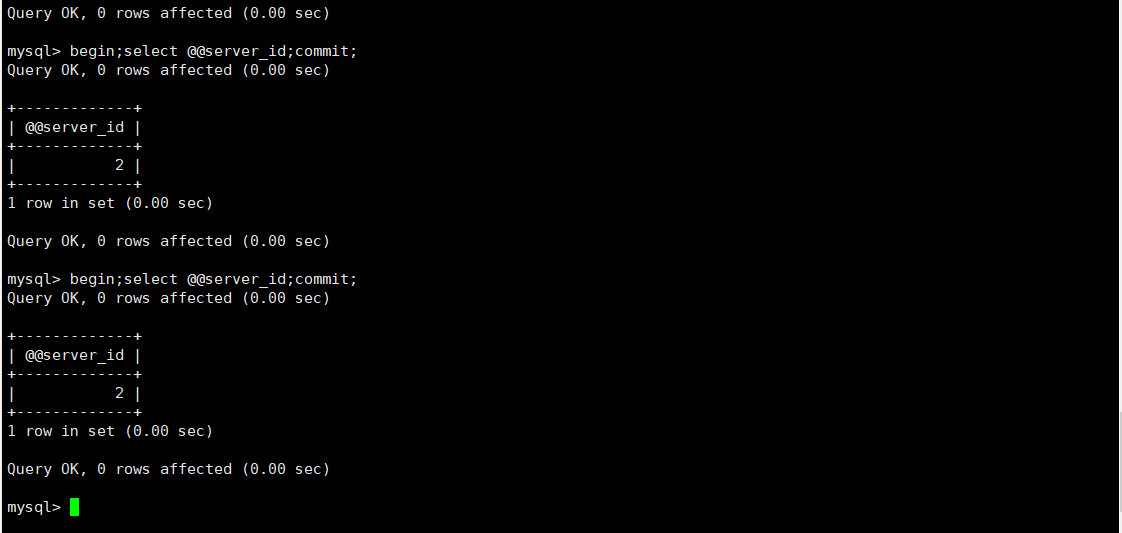 Query OK, 0 rows affected (0.00 sec)
mysql> begin;select @@server_id;commit;
Query OK, 0 rows affected (0.00 sec)
+-------------+
| @@server_id |
+-------------+
|           2 |
+-------------+
1 row in set (0.00 sec)
Query OK, 0 rows affected (0.00 sec)
mysql> begin;select @@server_id;commit;
Query OK, 0 rows affected (0.00 sec)
+-------------+
| @@server_id |
+-------------+
|           2 |
+-------------+
1 row in set (0.00 sec)
Query OK, 0 rows affected (0.00 sec)
mysql>